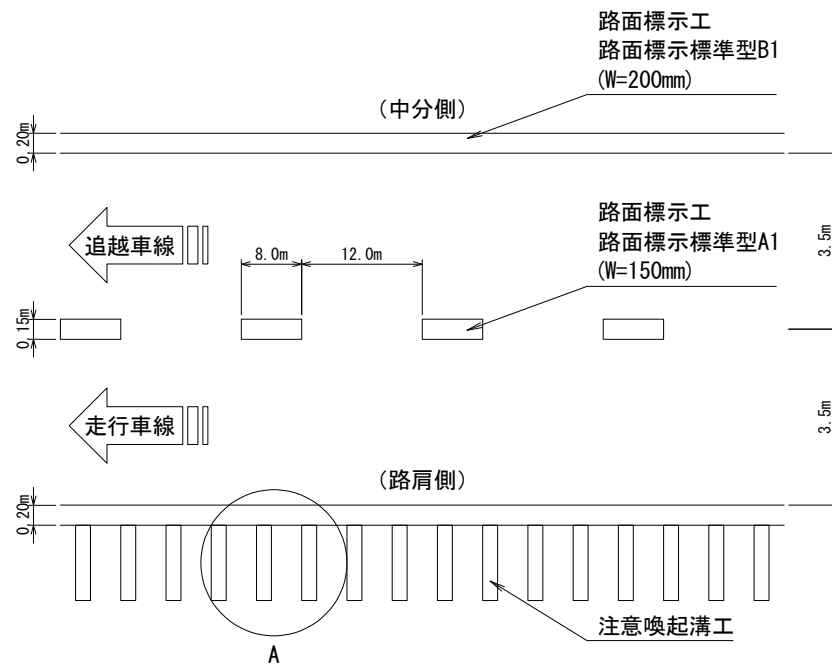 路面標示工
路面標示標準型B1
(W=200mm)
(中分側)
0.20m
3.5m
追越車線
8.0m
12.0m
路面標示工
路面標示標準型A1
(W=150mm)
0.15m
走行車線
3.5m
(路肩側)
0.20m
注意喚起溝工
A